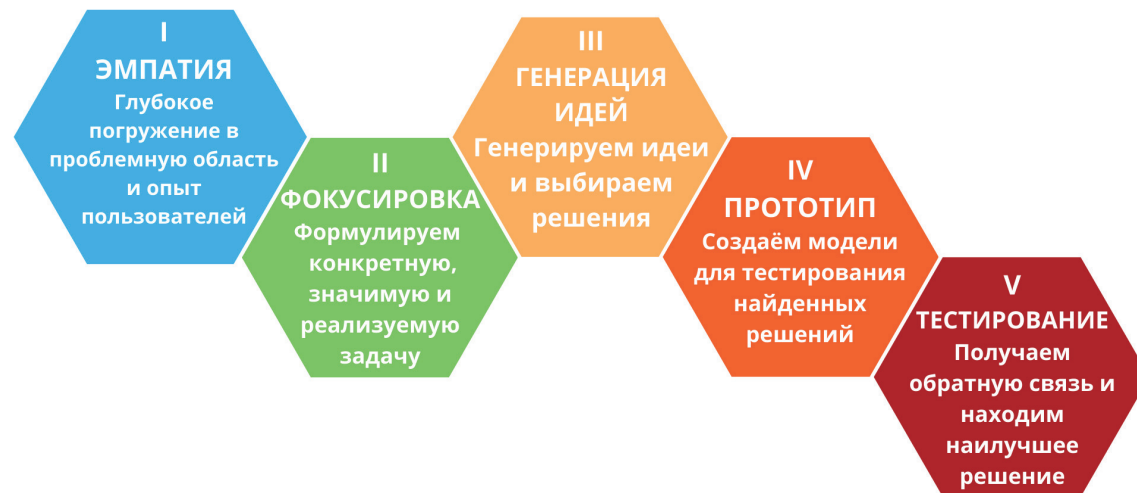 I
ЭМПАТИЯ
Глубокое
погружение в
проблемную область
и опыт
пользователей
II
ФОКУСИРОВКА
Формулируем
конкретную,
значимую и
реализуемую
задачу
III
ГЕНЕРАЦИЯ
ИДЕЙ
Генерируем идеи
и выбираем
решения
IV
ПРОТОТИП
Создаём модели
для тестирования
найденных
решений
V
ТЕСТИРОВАНИЕ
Получаем
обратную связь и
находим
наилучшее
решение